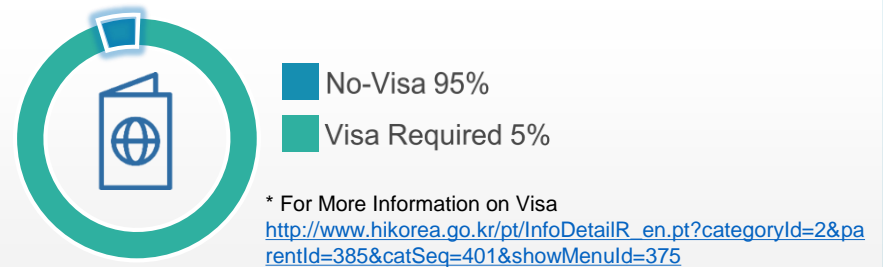 No-Visa 95%
Visa Required 5%
* For More Information on Visa
http://www.hikorea.go.kr/pt/InfoDetailR_en.pt?categoryId=2&pa
rentId=385&catSeq=401&showMenuId=375